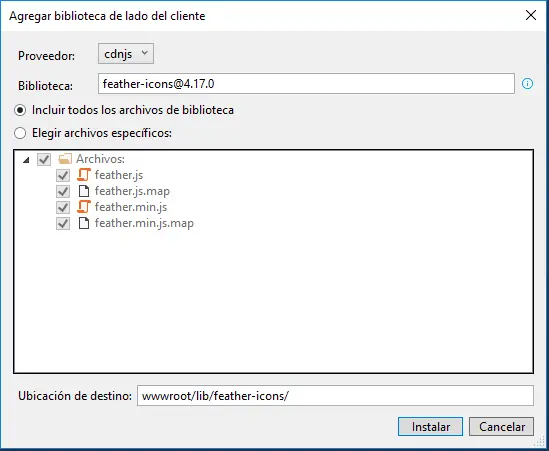 Agregar biblioteca de lado del cliente
Proveedor: cdnjs
Biblioteca: feather-icons@4.17.0
Incluir todos los archivos de biblioteca
Elegir archivos específicos:
Archivos:
feather.js
feather.js.map
feather.min.js
feather.min.js.map
Ubicación de destino: wwwroot/lib/feather-icons/
Instalar Cancelar